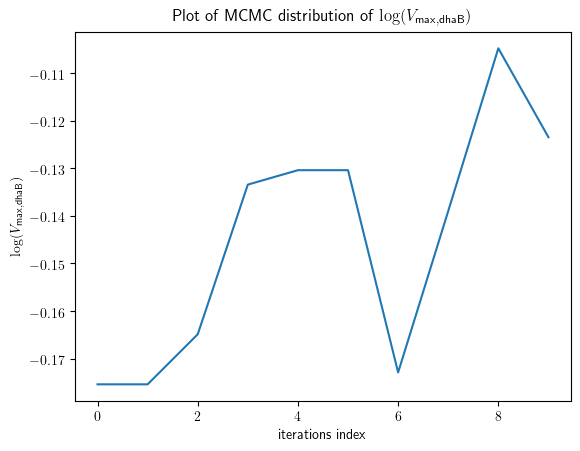 Plot of MCMC distribution of log(V_max,dhaB)
−0.11
−0.12
−0.13
−0.14
−0.15
−0.16
−0.17
log(V_max,dhaB)
0 2 4 6 8
iterations index